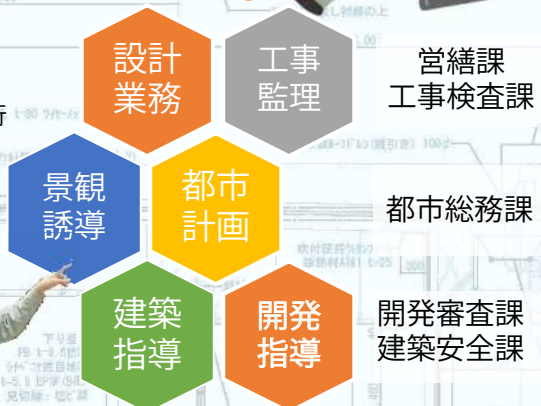 設計
業務
工事
監理
営繕課
工事検査課
景観
誘導
都市
計画
都市総務課
建築
指導
開発
指導
開発審査課
建築安全課